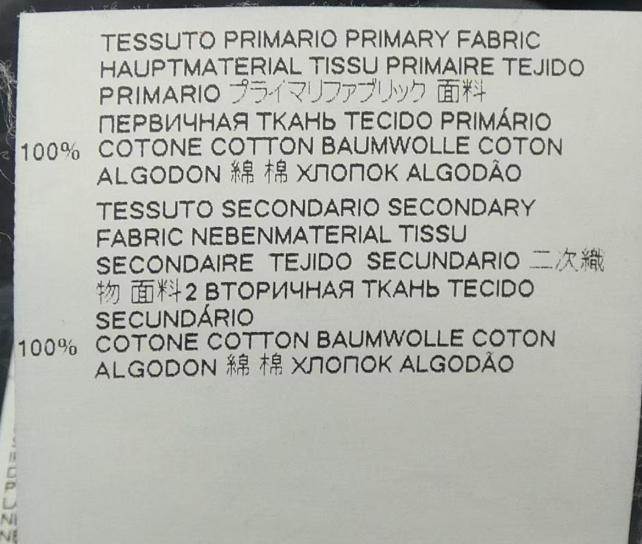 TESSUTO PRIMARIO PRIMARY FABRIC
HAUPTMATERIAL TISSU PRIMAIRE TEJIDO
PRIMARIO プライマリファブリック 面料
ПЕРВИЧНАЯ ТКАНЬ TECIDO PRIMÁRIO
100% COTONE COTTON BAUMWOLLE COTON
ALGODON 綿 棉 ХЛОПОК ALGODÃO
TESSUTO SECONDARIO SECONDARY
FABRIC NEBENMATERIAL TISSU
SECONDAIRE TEJIDO SECUNDARIO 二次織
物 面料2 ВТОРИЧНАЯ ТКАНЬ TECIDO
SECUNDÁRIO
100% COTONE COTTON BAUMWOLLE COTON
ALGODON 綿 棉 ХЛОПОК ALGODÃO